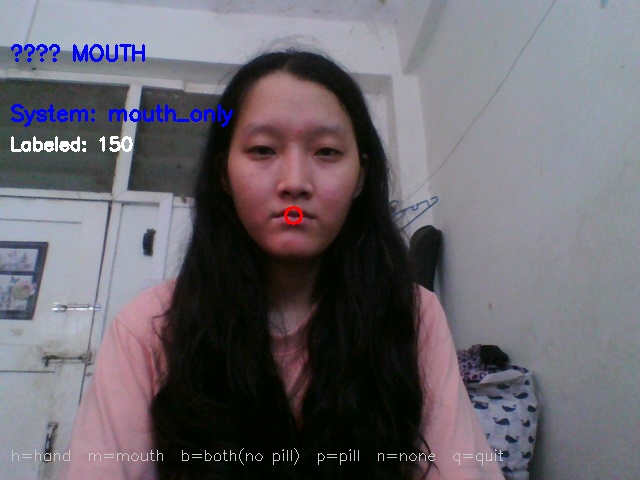 ???? MOUTH
System: mouth_only
Labeled: 150
h=hand m=mouth b=both(no pill) p=pill n=none q=quit